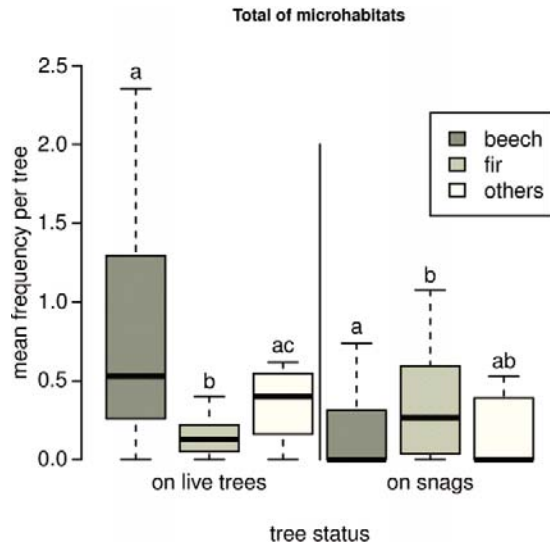 Total of microhabitats
mean frequency per tree
2.5
2.0
1.5
1.0
0.5
0.0
a
b
ac
a
b
ab
beech
fir
others
on live trees
on snags
tree status